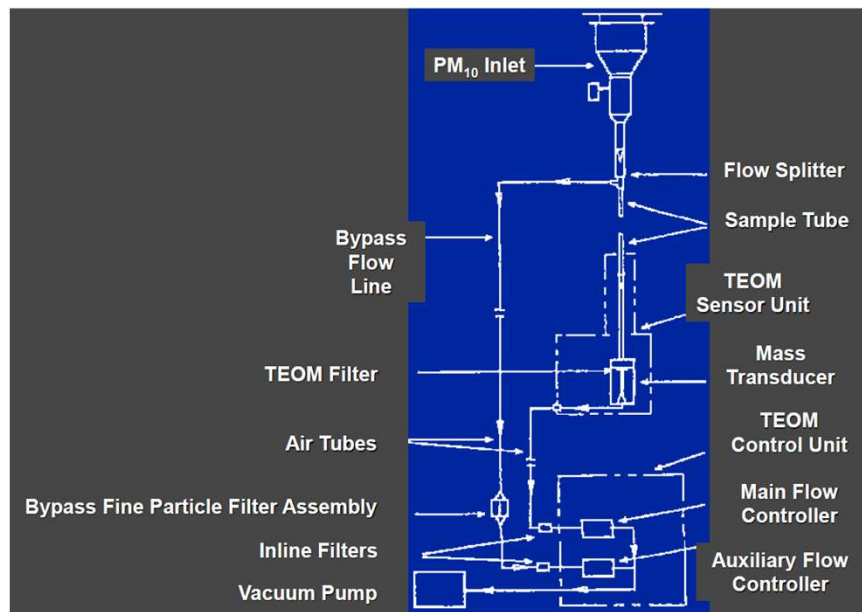 PM10 Inlet
Flow Splitter
Sample Tube
Bypass
Flow
Line
TEOM
Sensor Unit
Mass
Transducer
TEOM Filter
TEOM
Control Unit
Air Tubes
Main Flow
Controller
Bypass Fine Particle Filter Assembly
Inline Filters
Auxiliary Flow
Controller
Vacuum Pump